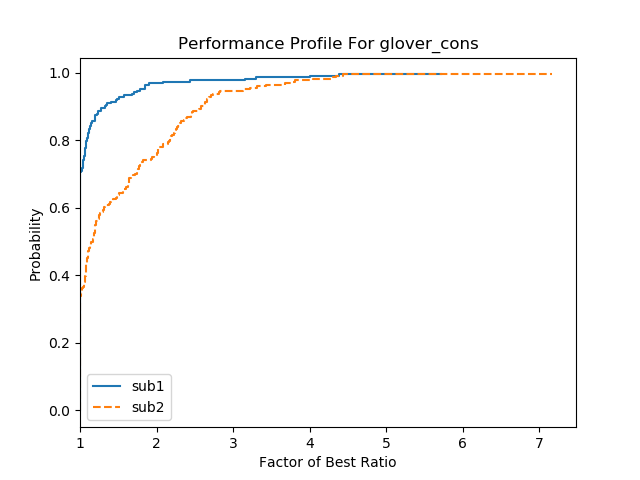 Performance Profile For glover_cons
1.0
0.8
0.6
0.4
0.2
0.0
Probability
sub1
sub2
1 2 3 4 5 6 7
Factor of Best Ratio